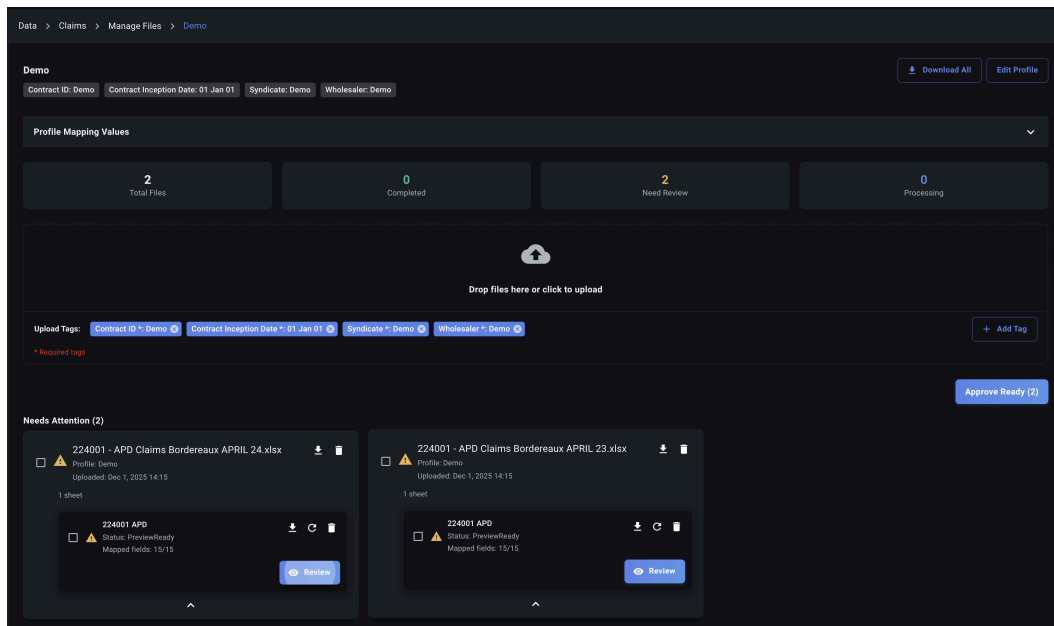 Data > Claims > Manage Files > Demo
Demo
Download All
Edit Profile
Contract ID: Demo
Contract Inception Date: 01 Jan 01
Syndicate: Demo
Wholesaler: Demo
Profile Mapping Values
2
Total Files
0
Completed
2
Need Review
0
Processing
Drop files here or click to upload
Upload Tags:
Contract ID *: Demo
Contract Inception Date *: 01 Jan 01
Syndicate *: Demo
Wholesaler *: Demo
+ Add Tag
* Required tags
Approve Ready (2)
Needs Attention (2)
224001 - APD Claims Bordereaux APRIL 24.xlsx
Profile: Demo
Uploaded: Dec 1, 2025 14:15
1 sheet
224001 APD
Status: PreviewReady
Mapped fields: 15/15
Review
224001 - APD Claims Bordereaux APRIL 23.xlsx
Profile: Demo
Uploaded: Dec 1, 2025 14:15
1 sheet
224001 APD
Status: PreviewReady
Mapped fields: 15/15
Review